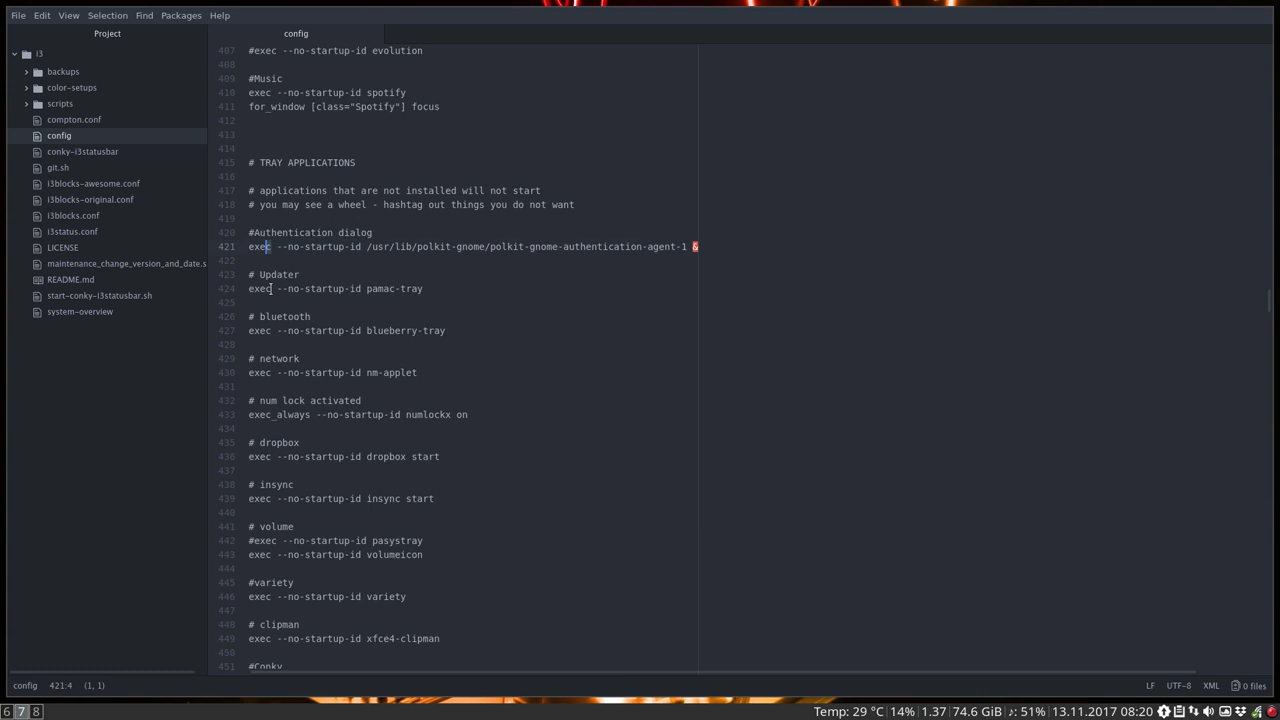 File Edit View Selection Find Packages Help
Project
i3
backups
color-setups
scripts
compton.conf
config
conky-i3statusbar
git.sh
i3blocks-awesome.conf
i3blocks-original.conf
i3blocks.conf
i3status.conf
LICENSE
maintenance_change_version_and_date.s
README.md
start-conky-i3statusbar.sh
system-overview
config
407 #exec --no-startup-id evolution
408
409 #Music
410 exec --no-startup-id spotify
411 for_window [class="Spotify"] focus
412
413
414
415 # TRAY APPLICATIONS
416
417 # applications that are not installed will not start
418 # you may see a wheel - hashtag out things you do not want
419
420 #Authentication dialog
421 exec --no-startup-id /usr/lib/polkit-gnome/polkit-gnome-authentication-agent-1 &
422
423 # Updater
424 exec --no-startup-id pamac-tray
425
426 # bluetooth
427 exec --no-startup-id blueberry-tray
428
429 # network
430 exec --no-startup-id nm-applet
431
432 # num lock activated
433 exec_always --no-startup-id numlockx on
434
435 # dropbox
436 exec --no-startup-id dropbox start
437
438 # insync
439 exec --no-startup-id insync start
440
441 # volume
442 #exec --no-startup-id pasystray
443 exec --no-startup-id volumeicon
444
445 #variety
446 exec --no-startup-id variety
447
448 # clipman
449 exec --no-startup-id xfce4-clipman
450
451 #Conky
config 421:4 (1, 1) LF UTF-8 XML 0 files
6 7 8 Temp: 29 °C 14% 1.37 74.6 GiB ♪: 51% 13.11.2017 08:20